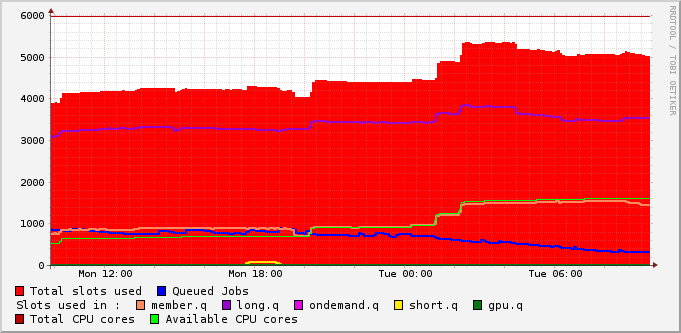 6000
5000
4000
3000
2000
1000
0
Mon 12:00 Mon 18:00 Tue 00:00 Tue 06:00
Total slots used Queued Jobs
Slots used in : member.q long.q ondemand.q short.q gpu.q
Total CPU cores Available CPU cores
RRDTOOL / TOBI OETIKER